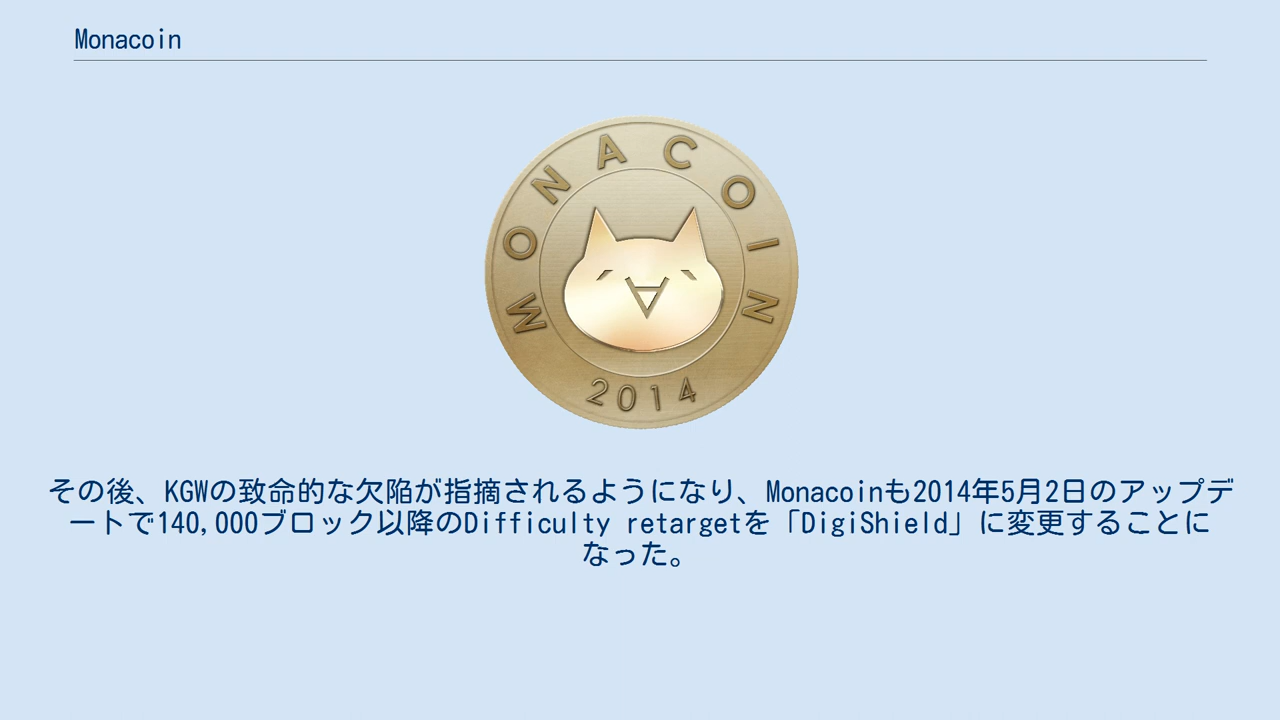 Monacoin
MONACOIN
2014
その後、KGWの致命的な欠陥が指摘されるようになり、Monacoinも2014年5月2日のアップデ
ートで140,000ブロック以降のDifficulty retargetを「DigiShield」に変更することに
なった。